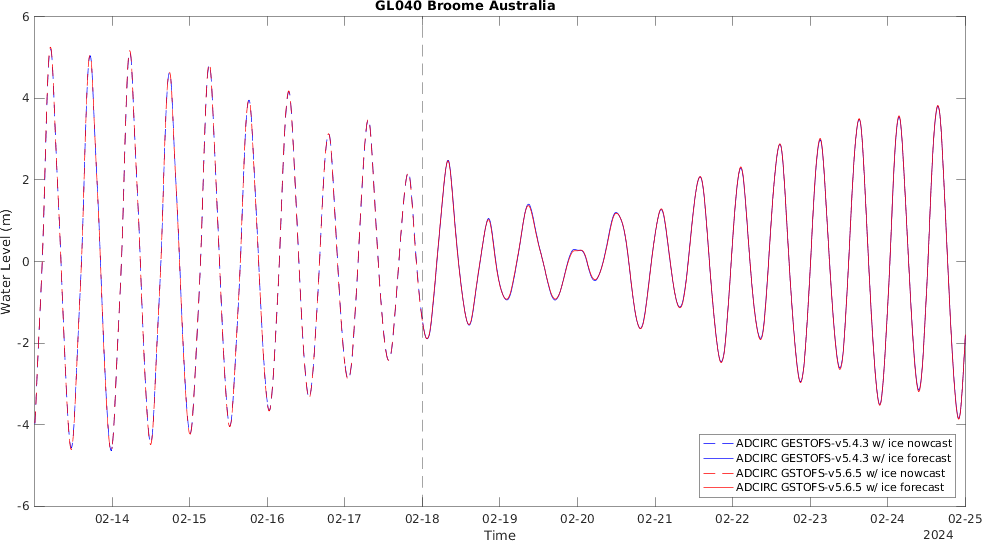 GL040 Broome Australia
6
4
2
0
-2
-4
-6
Water Level (m)
02-14 02-15 02-16 02-17 02-18 02-19 02-20 02-21 02-22 02-23 02-24 02-25
Time
2024
ADCIRC GESTOFS-v5.4.3 w/ ice nowcast
ADCIRC GESTOFS-v5.4.3 w/ ice forecast
ADCIRC GSTOFS-v5.6.5 w/ ice nowcast
ADCIRC GSTOFS-v5.6.5 w/ ice forecast